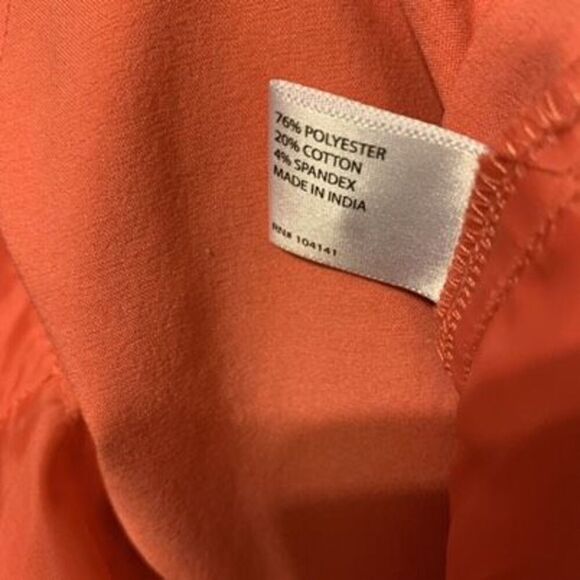 76% POLYESTER
20% COTTON
4% SPANDEX
MADE IN INDIA
RN# 104141